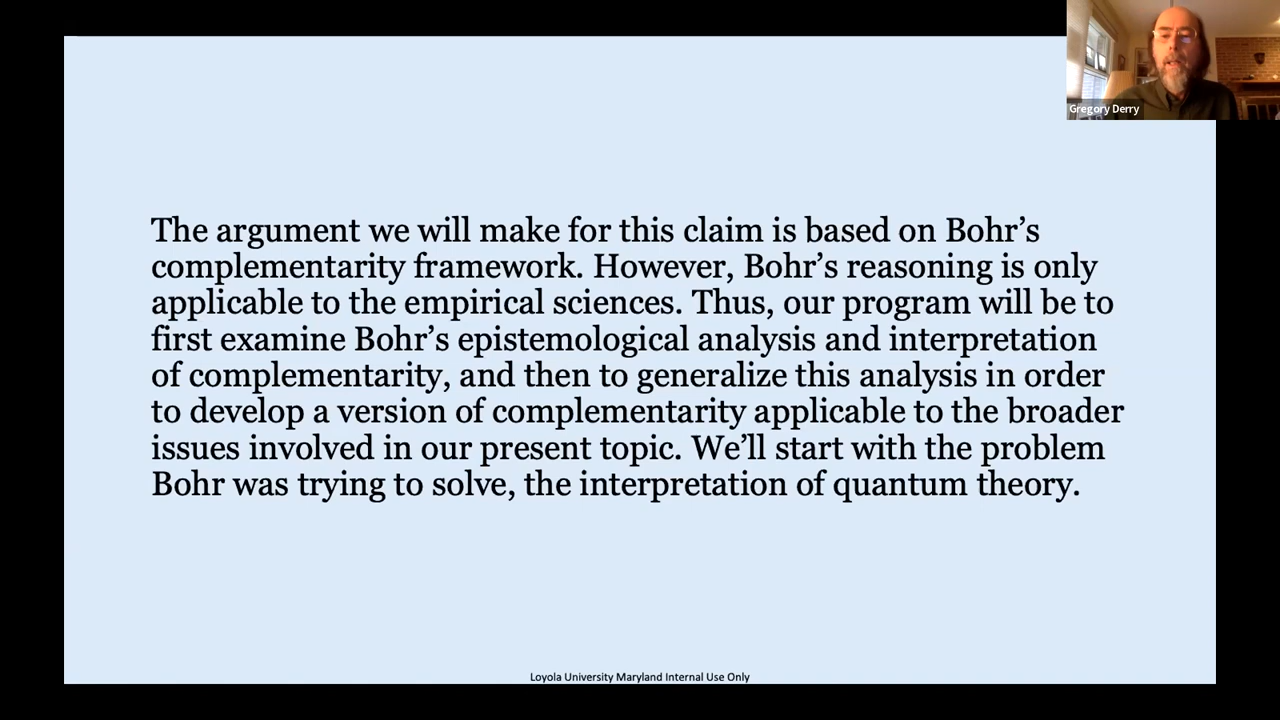 Gregory Derry
The argument we will make for this claim is based on Bohr’s
complementarity framework. However, Bohr’s reasoning is only
applicable to the empirical sciences. Thus, our program will be to
first examine Bohr’s epistemological analysis and interpretation
of complementarity, and then to generalize this analysis in order
to develop a version of complementarity applicable to the broader
issues involved in our present topic. We’ll start with the problem
Bohr was trying to solve, the interpretation of quantum theory.
Loyola University Maryland Internal Use Only